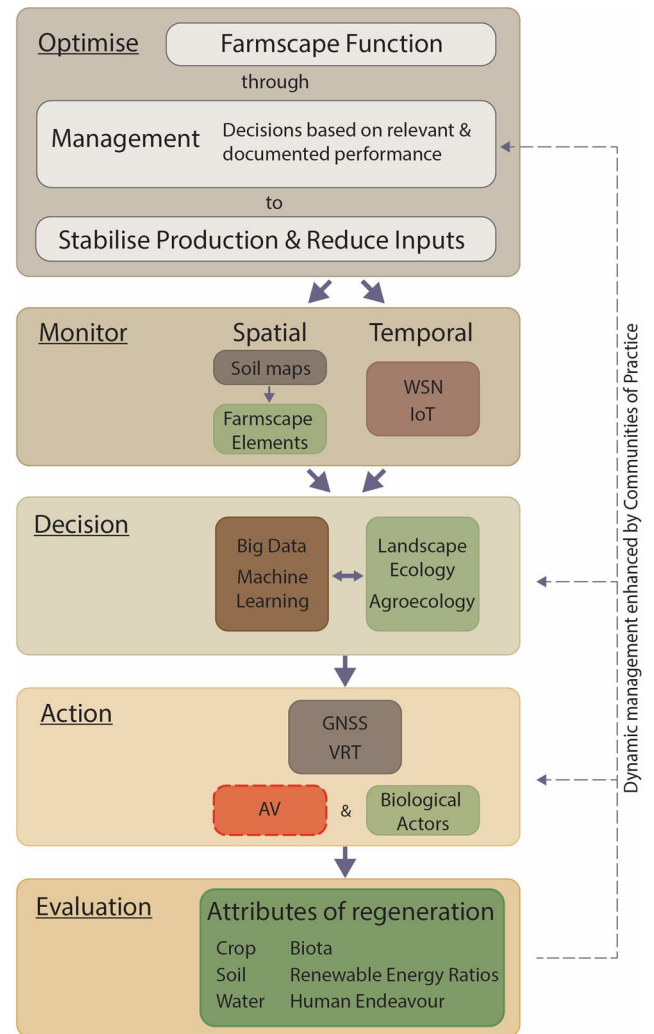 Optimise
Farmscape Function
through
Management
Decisions based on relevant &
documented performance
to
Stabilise Production & Reduce Inputs
Monitor
Spatial
Temporal
Soil maps
Farmscape
Elements
WSN
IoT
Decision
Big Data
Machine
Learning
Landscape
Ecology
Agroecology
Action
GNSS
VRT
AV
&
Biological
Actors
Evaluation
Attributes of regeneration
Crop Biota
Soil Renewable Energy Ratios
Water Human Endeavour
Dynamic management enhanced by Communities of Practice